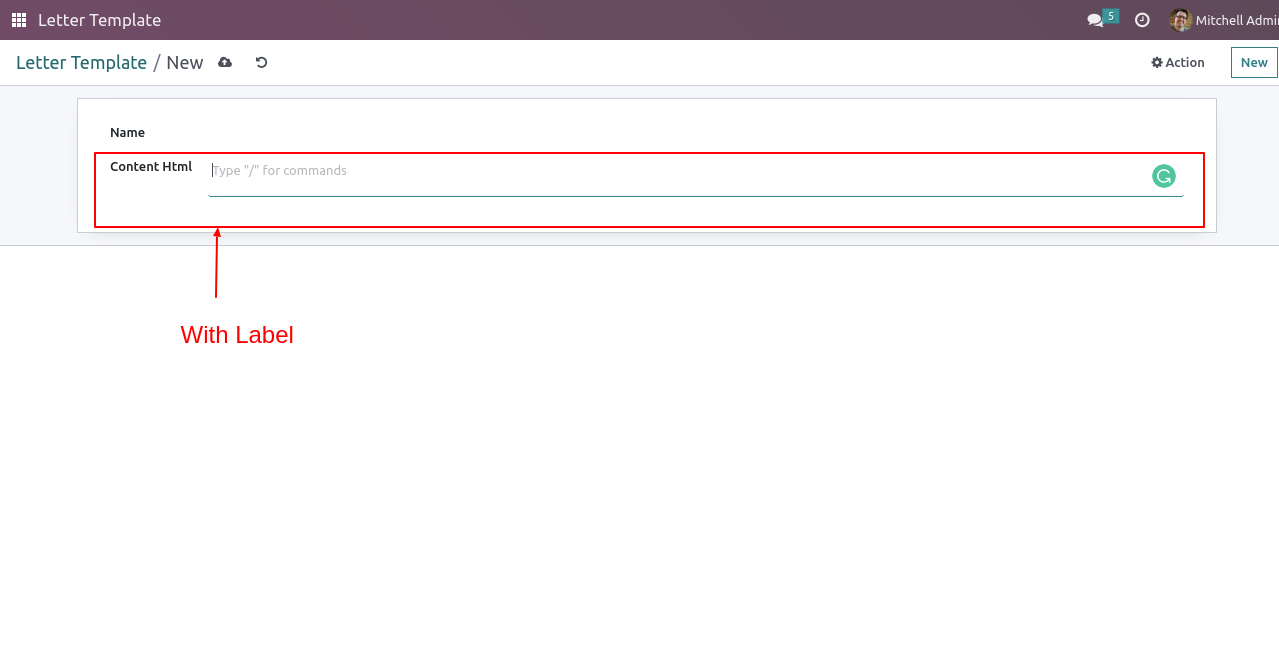 Letter Template 5 Mitchell Admi
Letter Template / New Action New
Name
Content Html Type "/" for commands
With Label